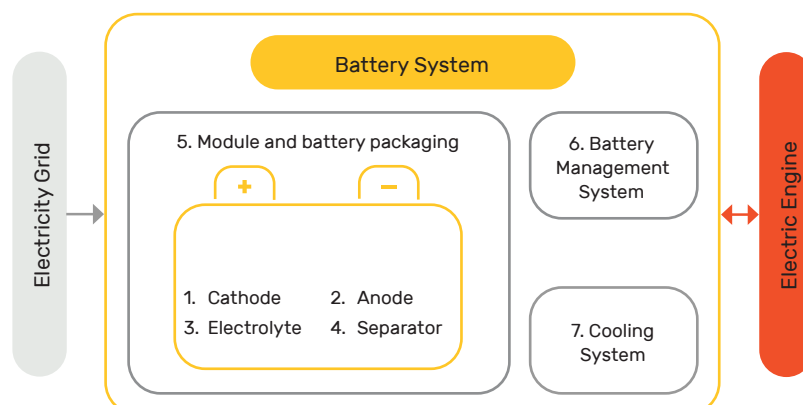 Battery System
Electricity Grid
5. Module and battery packaging
+
−
1. Cathode
2. Anode
3. Electrolyte
4. Separator
6. Battery
Management
System
7. Cooling
System
Electric Engine